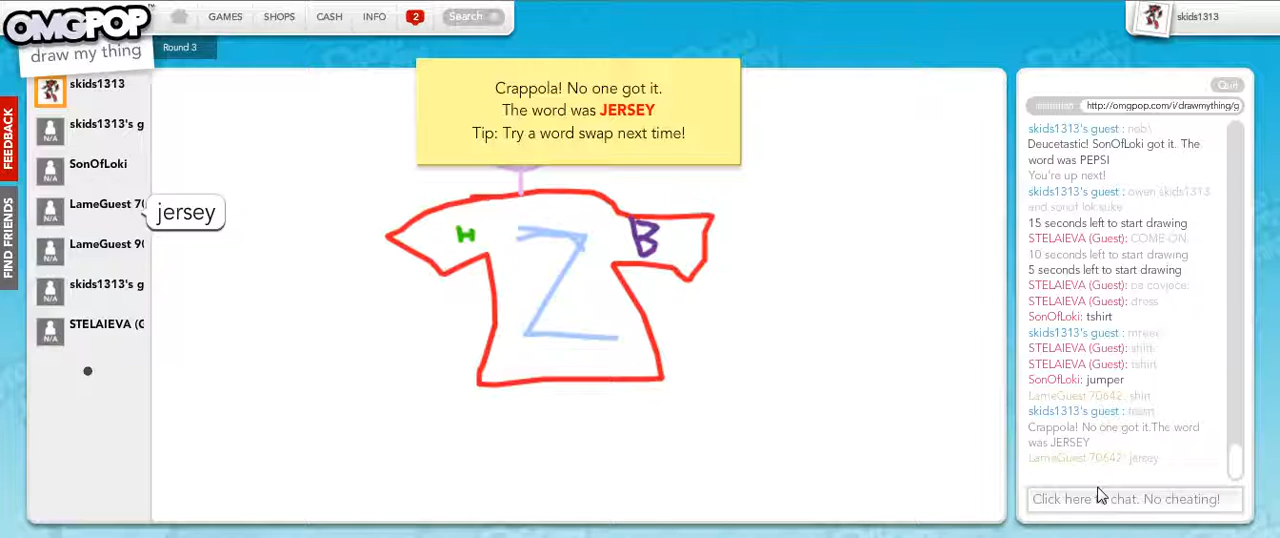 OMGPOP
GAMES
SHOPS
CASH
INFO
2
Search
skids1313
draw my thing
Round 3
Quit
FEEDBACK
FIND FRIENDS
skids1313
skids1313's g
SonOfLoki
LameGuest 70
LameGuest 90
skids1313's g
STELAIEVA (G
jersey
Crappola! No one got it.
The word was JERSEY
Tip: Try a word swap next time!
H
Z
B
http://omgpop.com/i/drawmything/g
skids1313's guest :
Deucetastic! SonOfLoki got it. The
word was PEPSI
You're up next!
skids1313's guest : owen skids1313
and sonof lok suke
15 seconds left to start drawing
STELAIEVA (Guest): COME ON
10 seconds left to start drawing
5 seconds left to start drawing
STELAIEVA (Guest):
STELAIEVA (Guest): dress
SonOfLoki: tshirt
skids1313's guest :
STELAIEVA (Guest): shirt
STELAIEVA (Guest): tshirt
SonOfLoki: jumper
LameGuest 70642: shirt
skids1313's guest : team
Crappola! No one got it.The word
was JERSEY
LameGuest 70642: jersey
Click here to chat. No cheating!